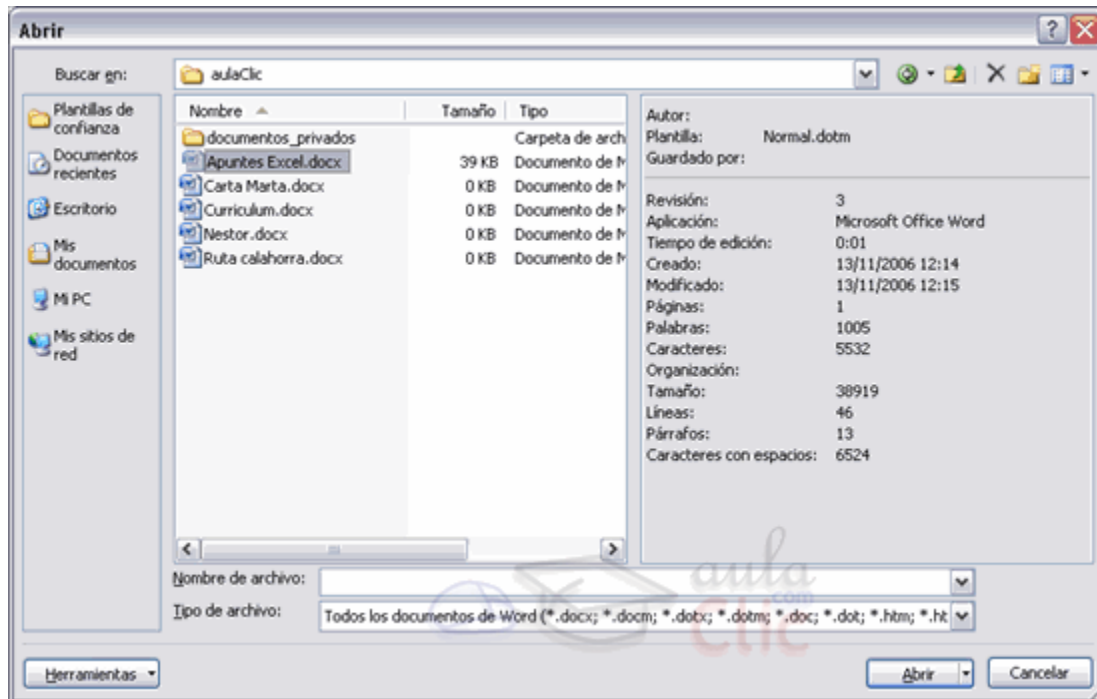 Abrir
Buscar en: aulaClic
Plantillas de confianza
Documentos recientes
Escritorio
Mis documentos
Mi PC
Mis sitios de red
Nombre Tamaño Tipo
documentos_privados Carpeta de arch
Apuntes Excel.docx 39 KB Documento de M
Carta Marta.docx 0 KB Documento de M
Curriculum.docx 0 KB Documento de M
Nestor.docx 0 KB Documento de M
Ruta calahorra.docx 0 KB Documento de M
Autor:
Plantilla: Normal.dotm
Guardado por:
Revisión: 3
Aplicación: Microsoft Office Word
Tiempo de edición: 0:01
Creado: 13/11/2006 12:14
Modificado: 13/11/2006 12:15
Páginas: 1
Palabras: 1005
Caracteres: 5532
Organización:
Tamaño: 38919
Líneas: 46
Párrafos: 13
Caracteres con espacios: 6524
Nombre de archivo:
Tipo de archivo: Todos los documentos de Word (*.docx; *.docm; *.dotx; *.dotm; *.doc; *.dot; *.htm; *.ht
aula
.com
Clic
Herramientas Abrir Cancelar